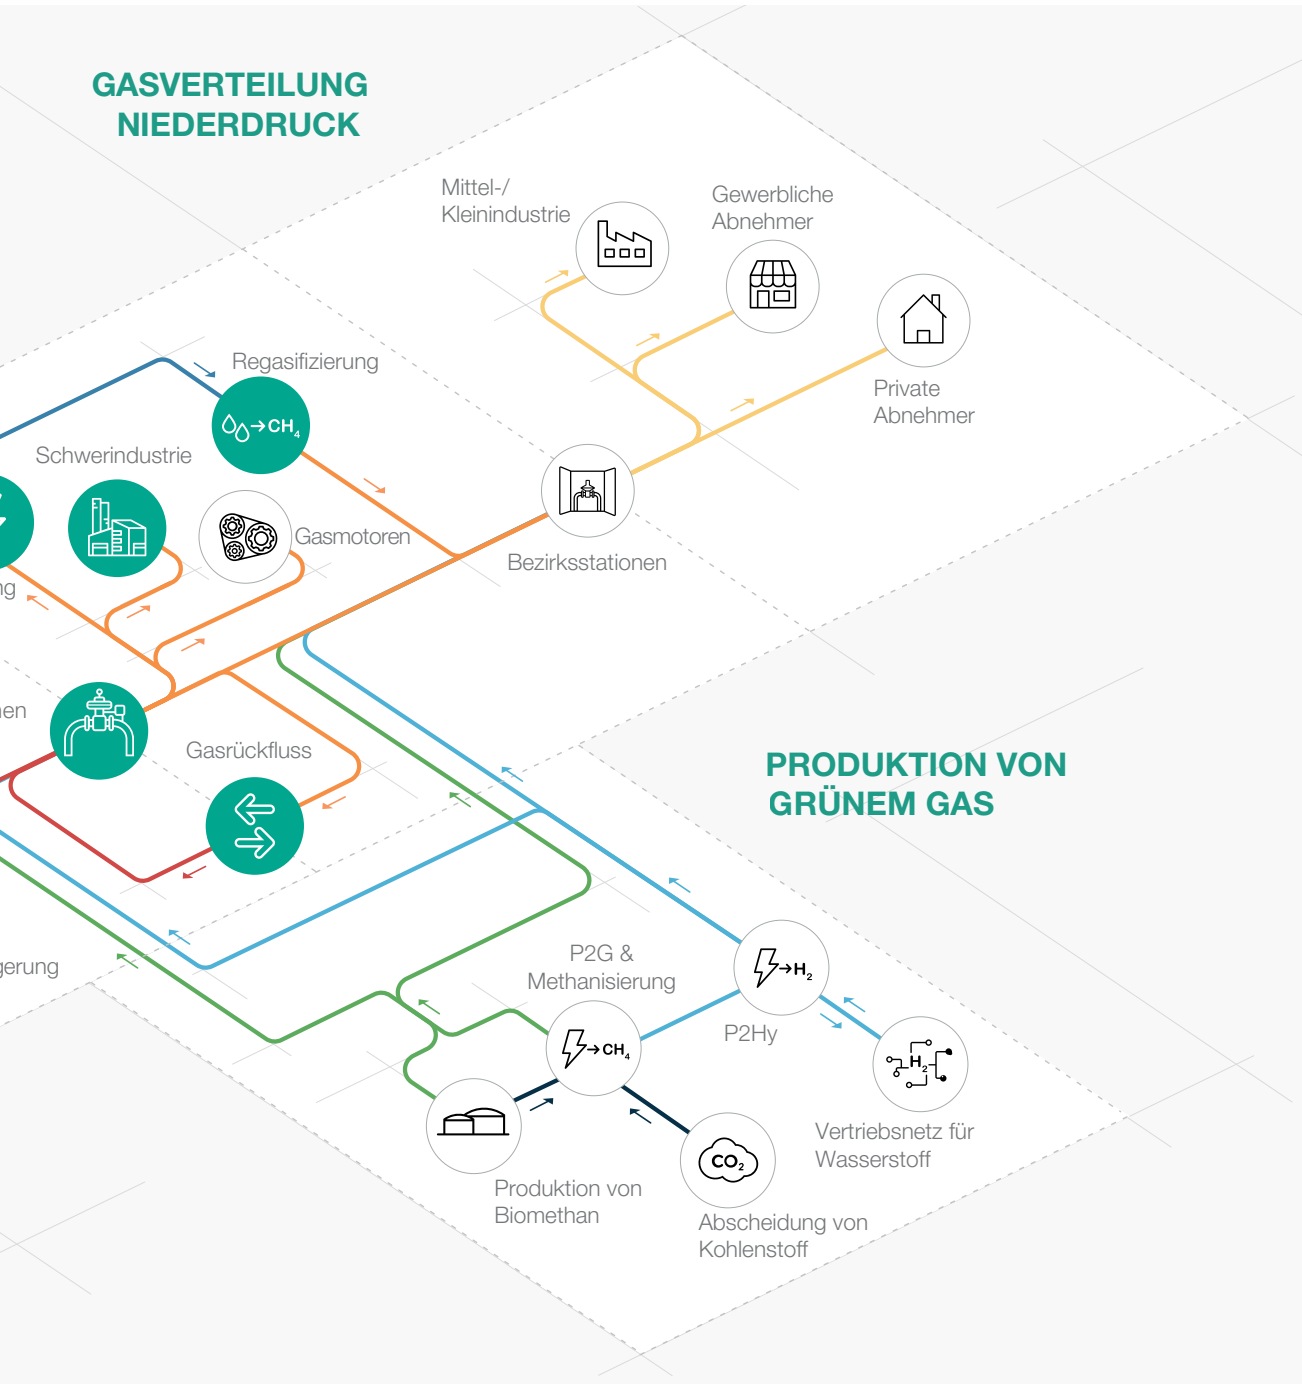 GASVERTEILUNG
NIEDERDRUCK
Mittel-/
Kleinindustrie
Gewerbliche
Abnehmer
Private
Abnehmer
Regasifizierung
→CH₄
Schwerindustrie
Gasmotoren
Bezirksstationen
Gasrückfluss
PRODUKTION VON
GRÜNEM GAS
P2G &
Methanisierung
→CH₄
→H₂
P2Hy
H₂
Vertriebsnetz für
Wasserstoff
Produktion von
Biomethan
CO₂
Abscheidung von
Kohlenstoff